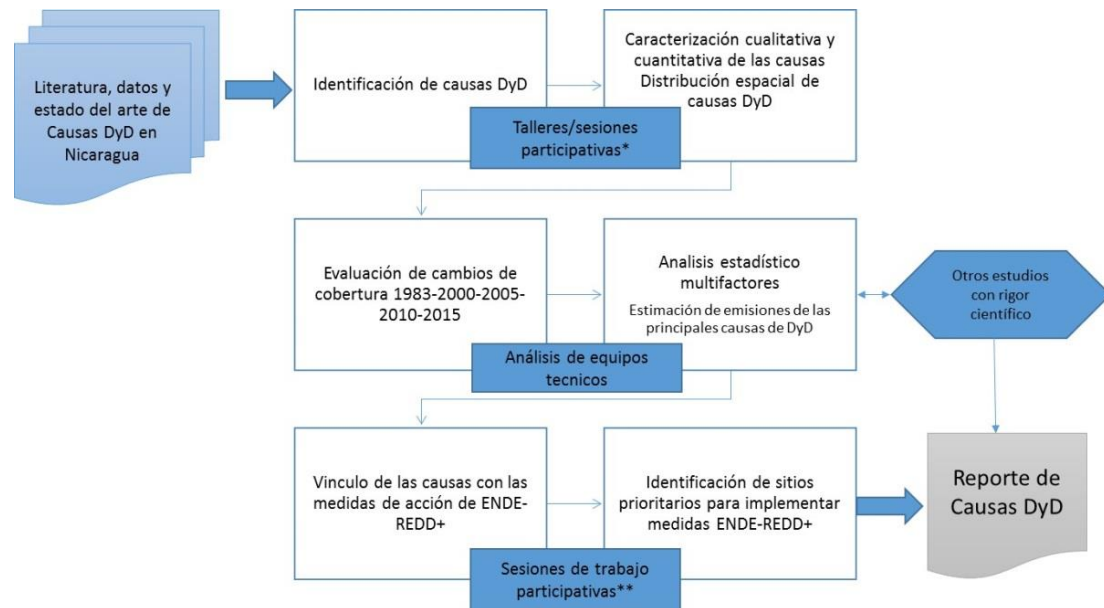 Literatura, datos y
estado del arte de
Causas DyD en
Nicaragua
Identificación de causas DyD
Caracterización cualitativa y
cuantitativa de las causas
Distribución espacial de
causas DyD
Talleres/sesiones
participativas*
Evaluación de cambios de
cobertura 1983-2000-2005-
2010-2015
Analisis estadístico
multifactores
Estimación de emisiones de las
principales causas de DyD
Otros estudios
con rigor
científico
Análisis de equipos
tecnicos
Vinculo de las causas con las
medidas de acción de ENDE-
REDD+
Identificación de sitios
prioritarios para implementar
medidas ENDE-REDD+
Reporte de
Causas DyD
Sesiones de trabajo
participativas**